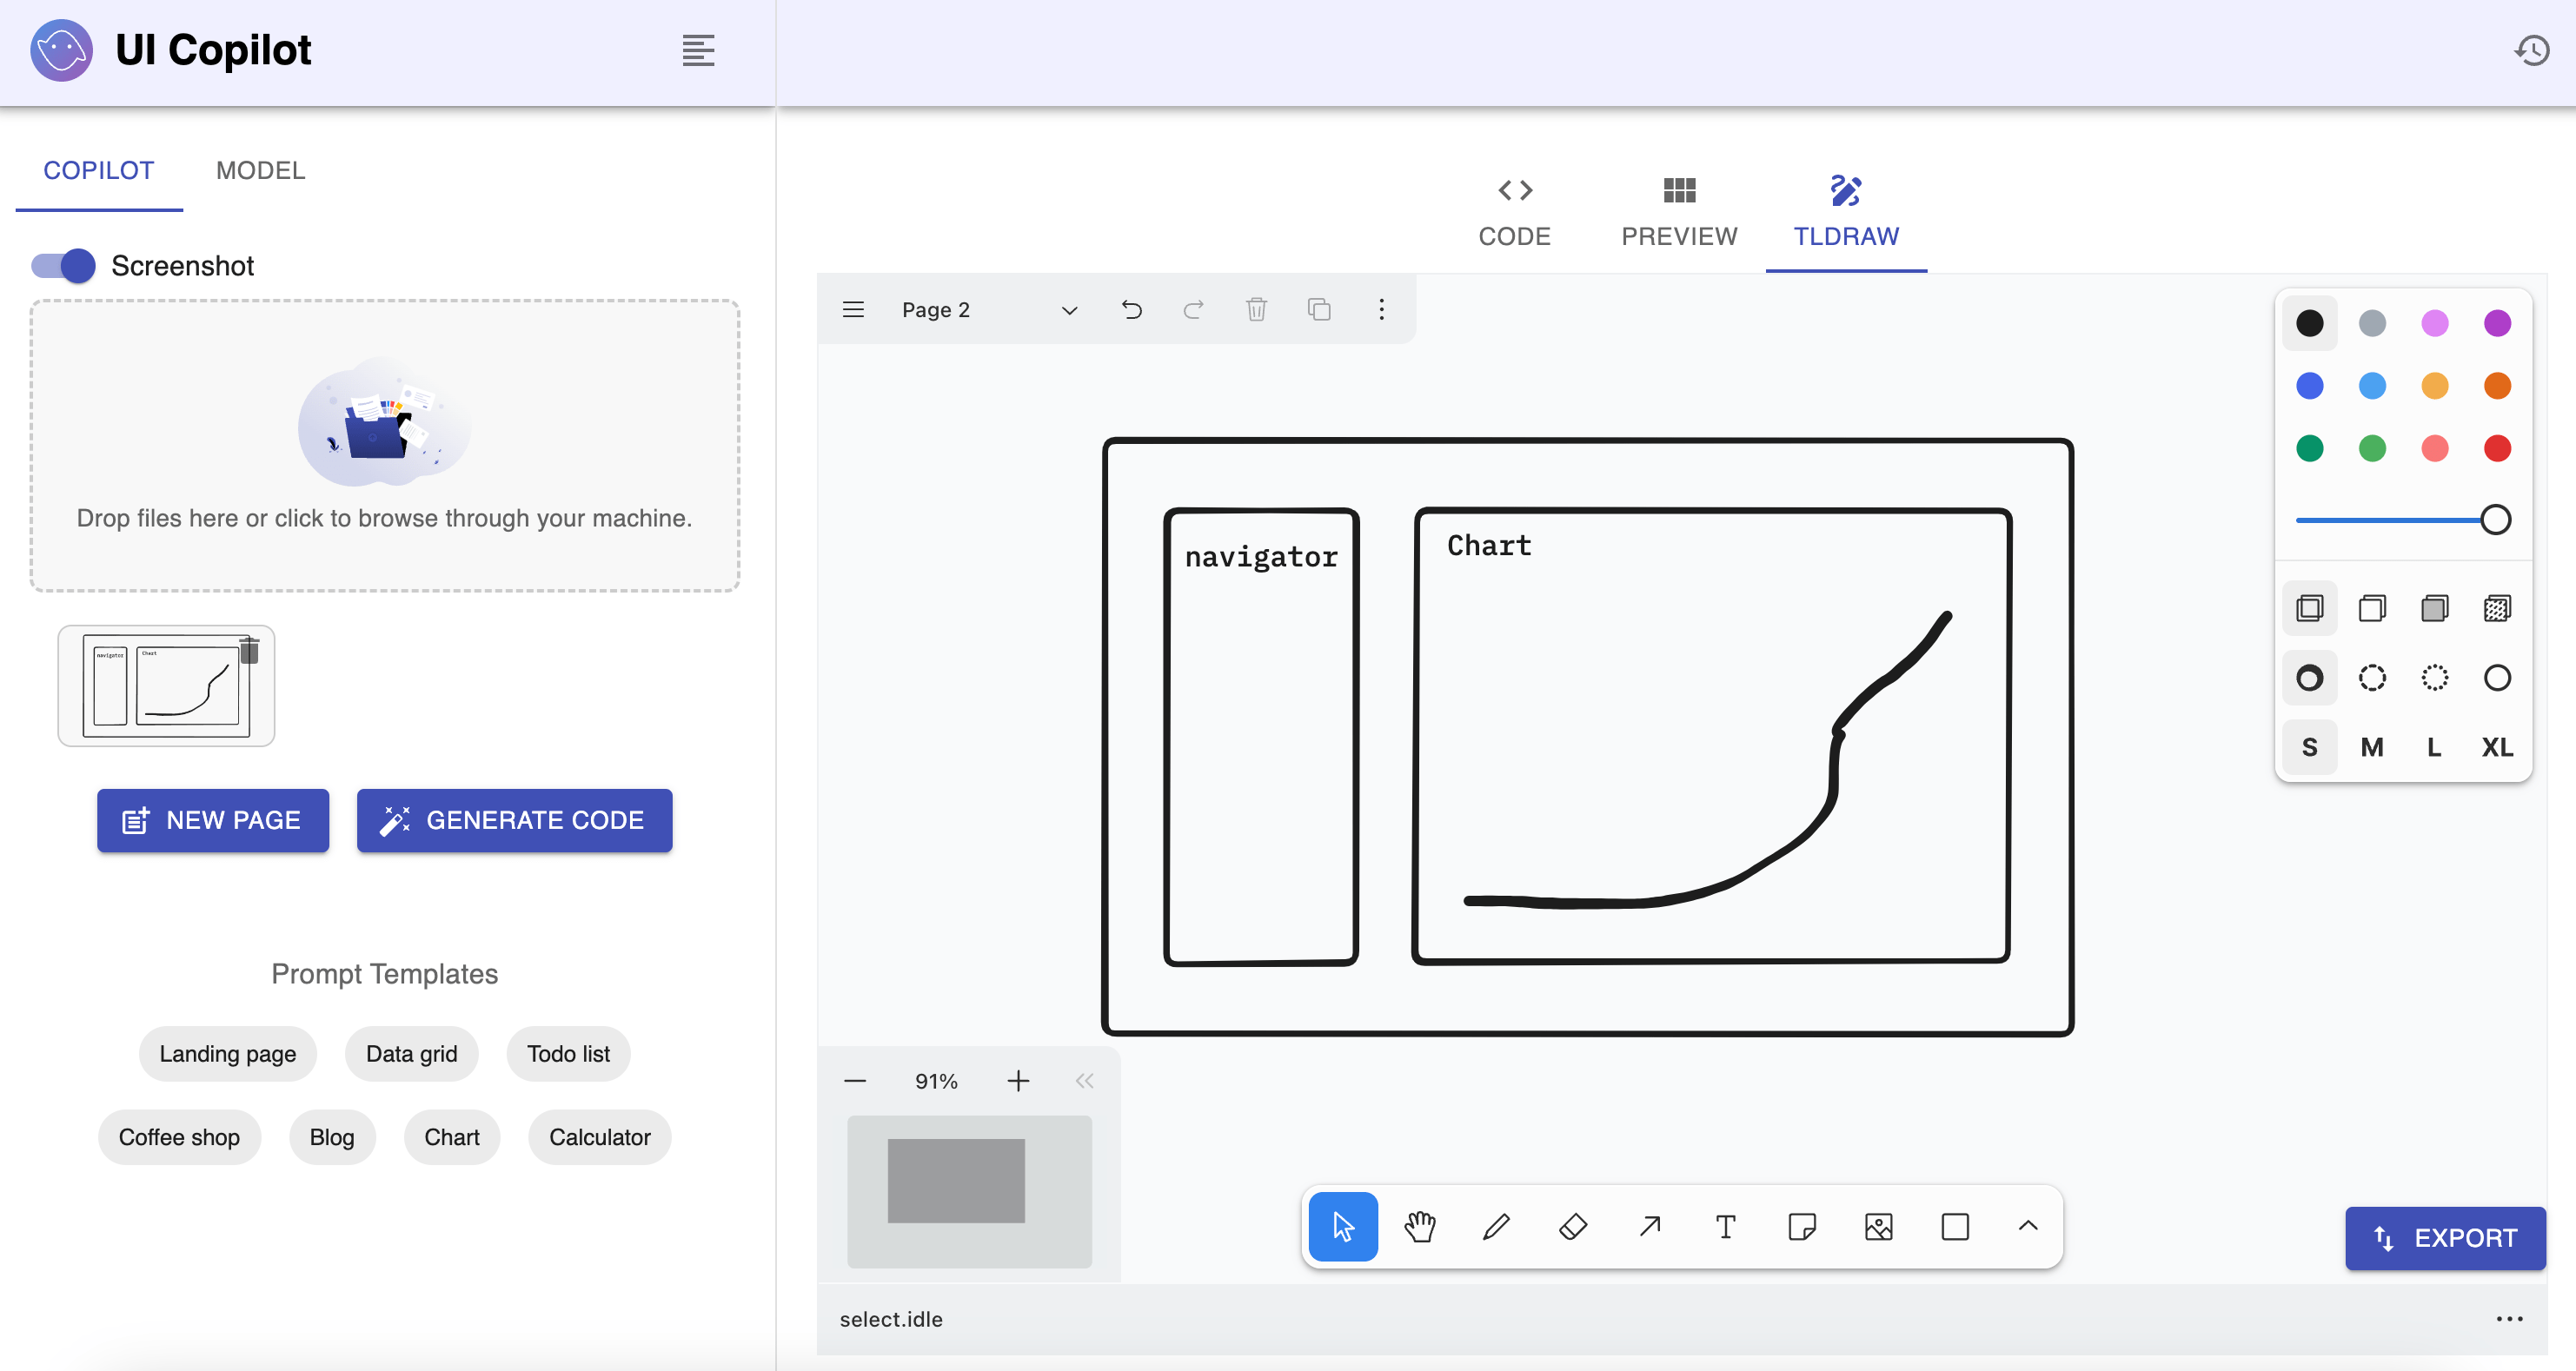 UI Copilot
COPILOT MODEL
Screenshot
Drop files here or click to browse through your machine.
navigator Chart
NEW PAGE GENERATE CODE
Prompt Templates
Landing page Data grid Todo list
Coffee shop Blog Chart Calculator
CODE PREVIEW TLDRAW
Page 2
navigator
Chart
S M L XL
91%
EXPORT
select.idle